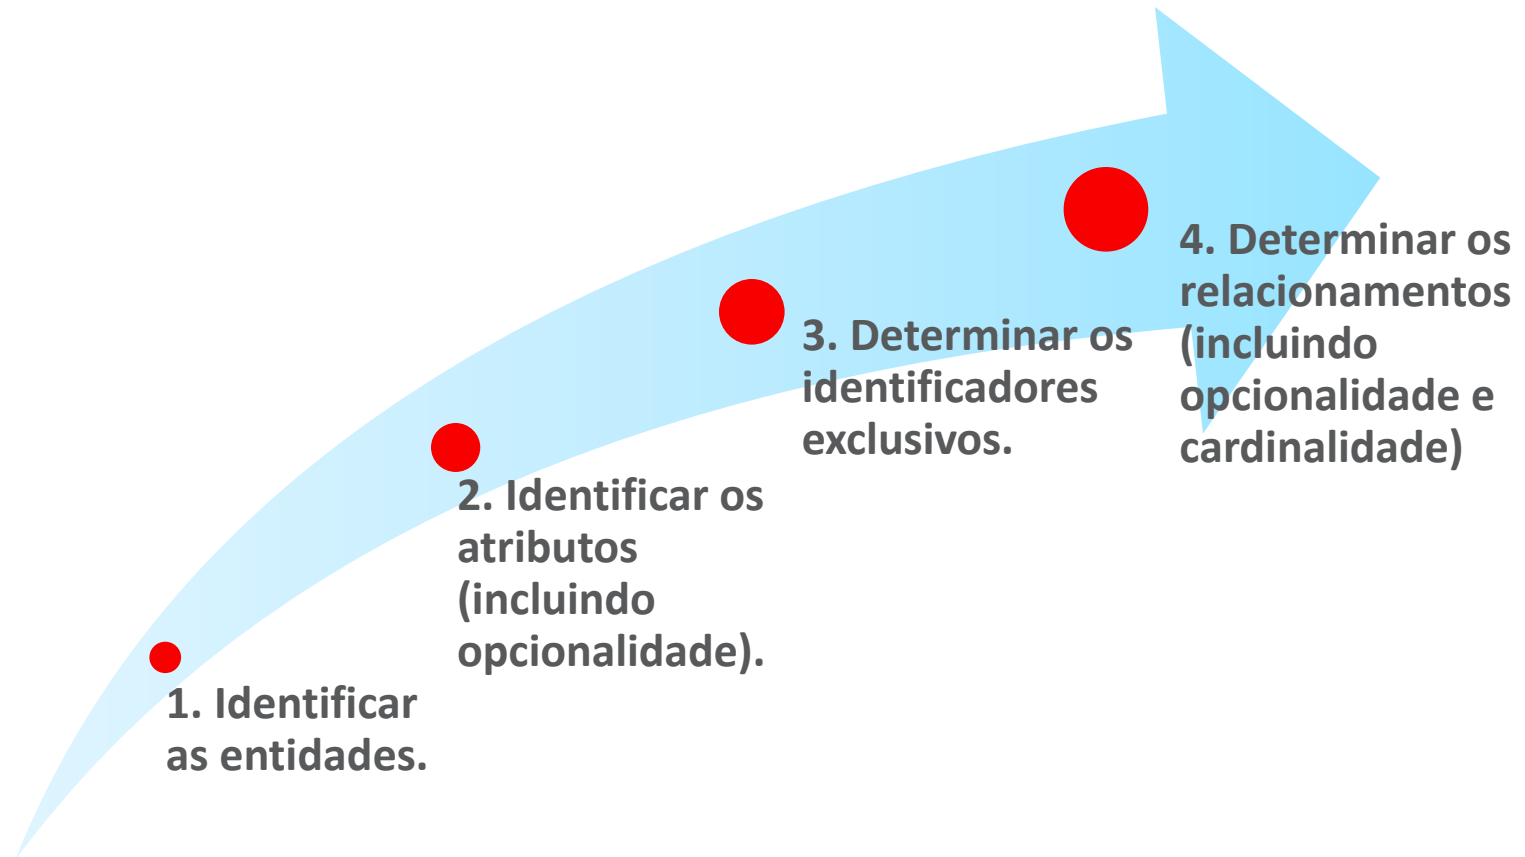 1. Identificar
as entidades.
2. Identificar os
atributos
(incluindo
opcionalidade).
3. Determinar os
identificadores
exclusivos.
4. Determinar os
relacionamentos
(incluindo
opcionalidade e
cardinalidade)